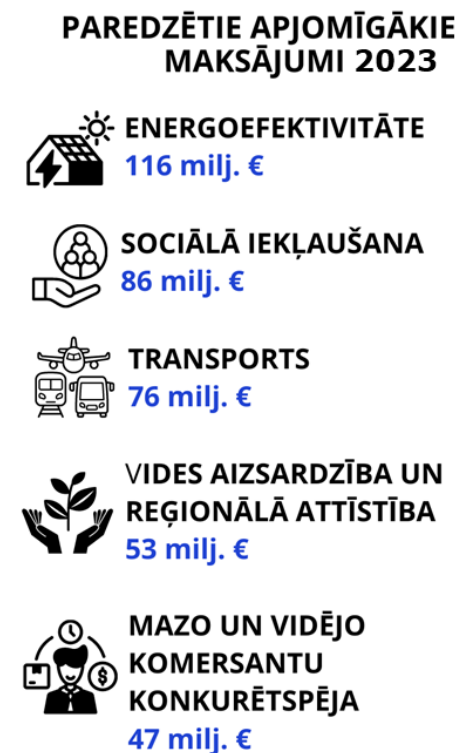 PAREDZĒTIE APJOMĪGĀKIE
MAKSĀJUMI 2023
ENERGOEFEKTIVITĀTE
116 milj. €
SOCIĀLĀ IEKĻAUŠANA
86 milj. €
TRANSPORTS
76 milj. €
VIDES AIZSARDZĪBA UN
REĢIONĀLĀ ATTĪSTĪBA
53 milj. €
MAZO UN VIDĒJO
KOMERSANTU
KONKURĒTSPĒJA
47 milj. €